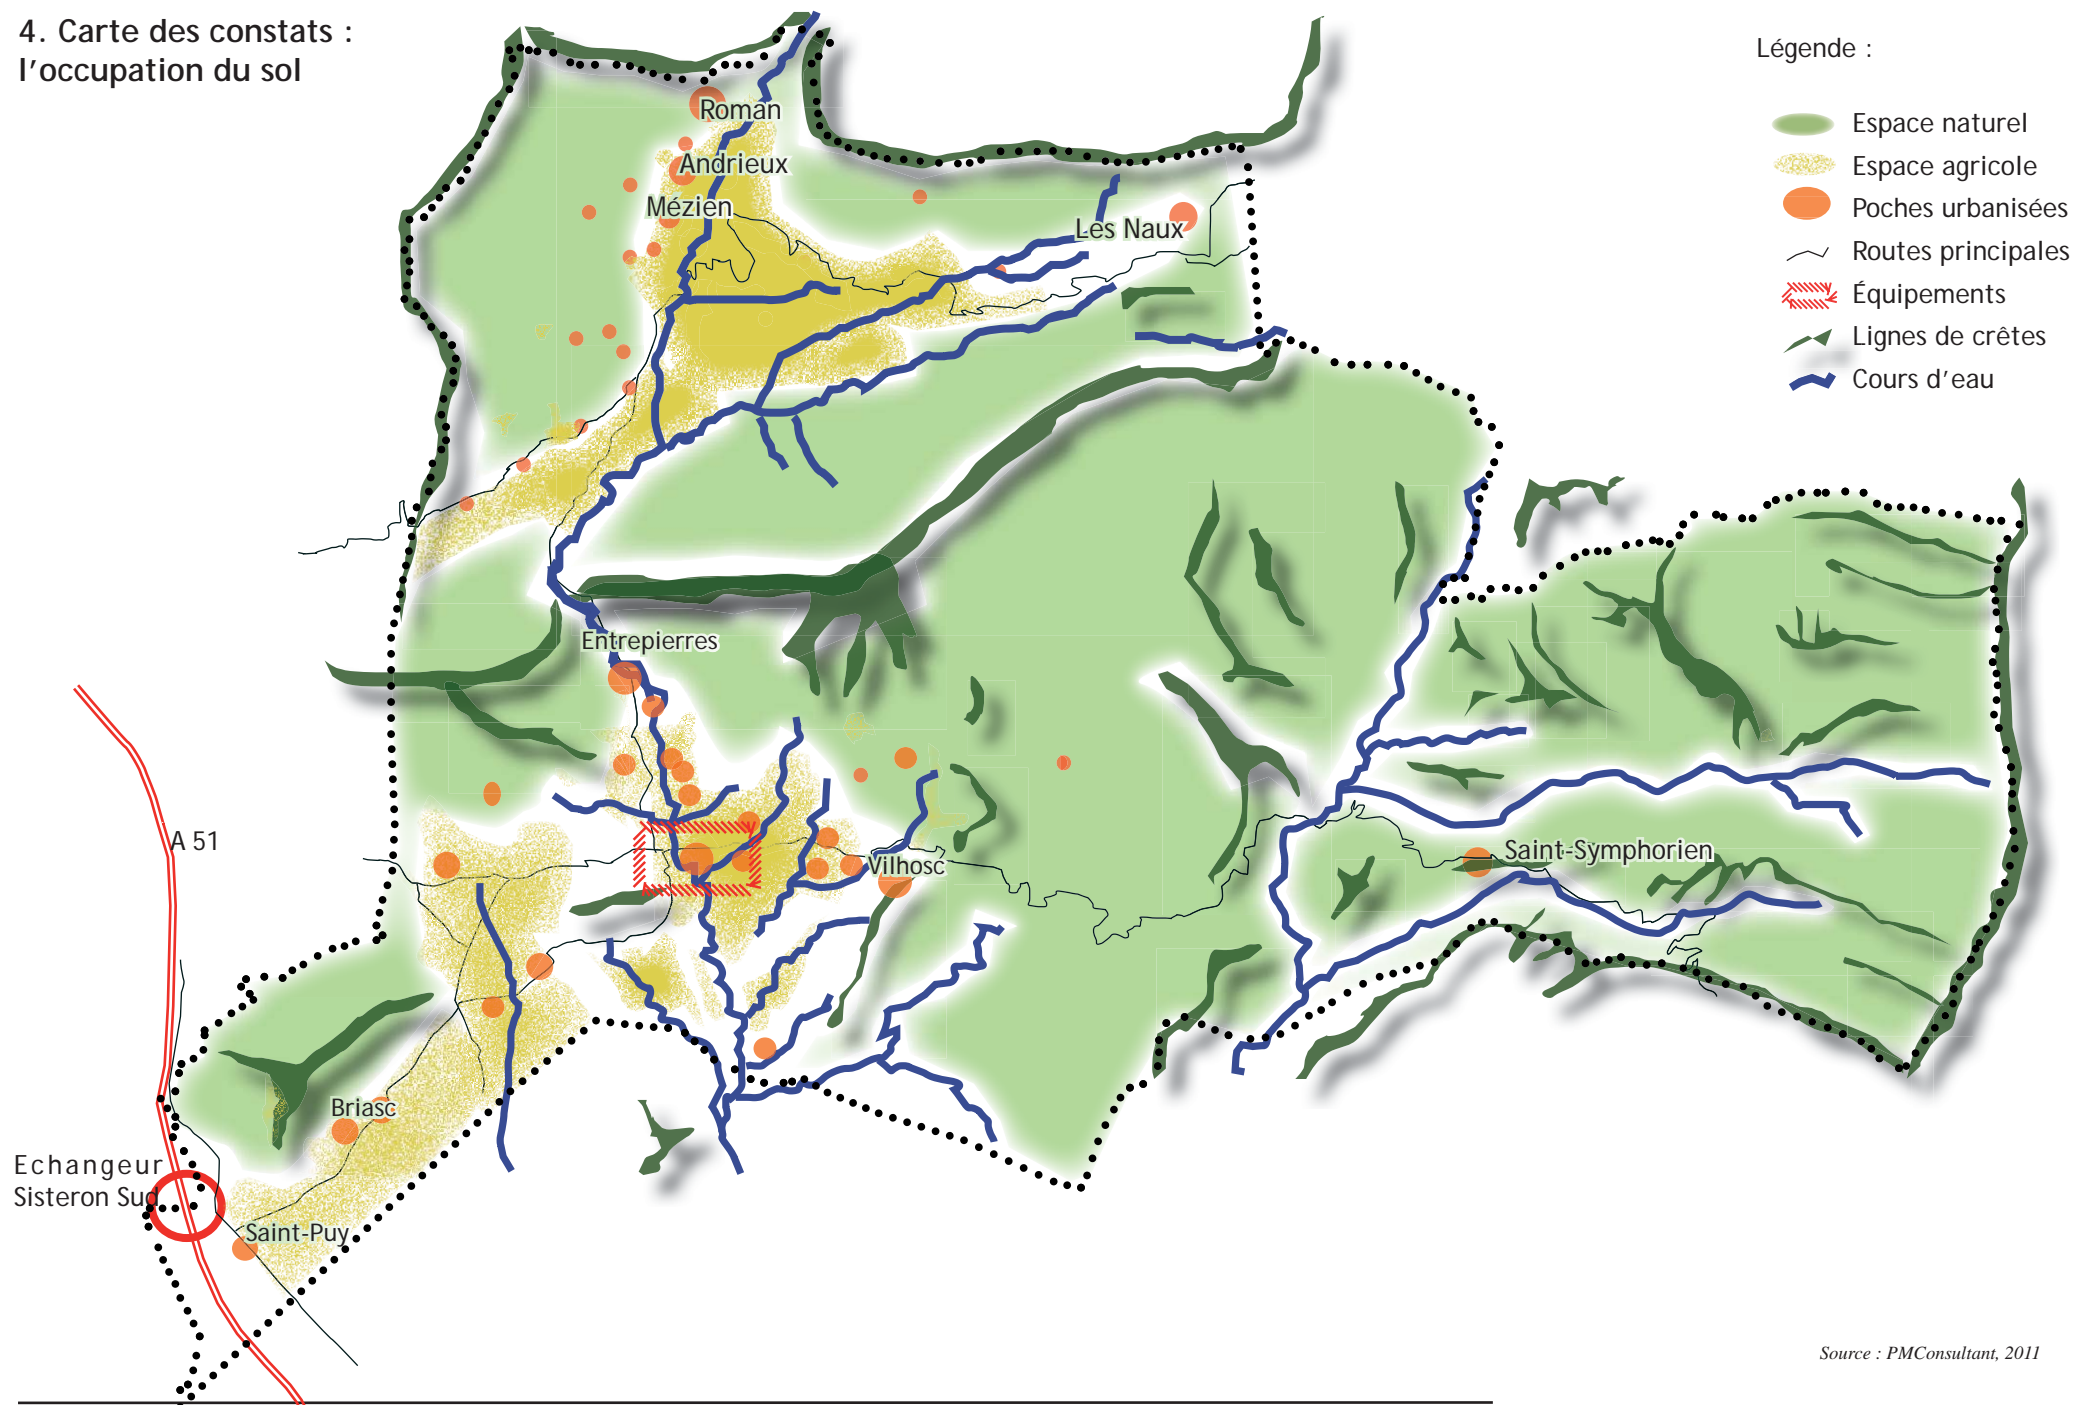 4. Carte des constats :
l'occupation du sol
Légende :
Espace naturel
Espace agricole
Poches urbanisées
Routes principales
Équipements
Lignes de crêtes
Cours d'eau
Roman
Andrieux
Mézien
Les Naux
Entrepierres
A 51
Vilhosc
Saint-Symphorien
Briasc
Echangeur
Sisteron Sud
Saint-Puy
Source : PMConsultant, 2011